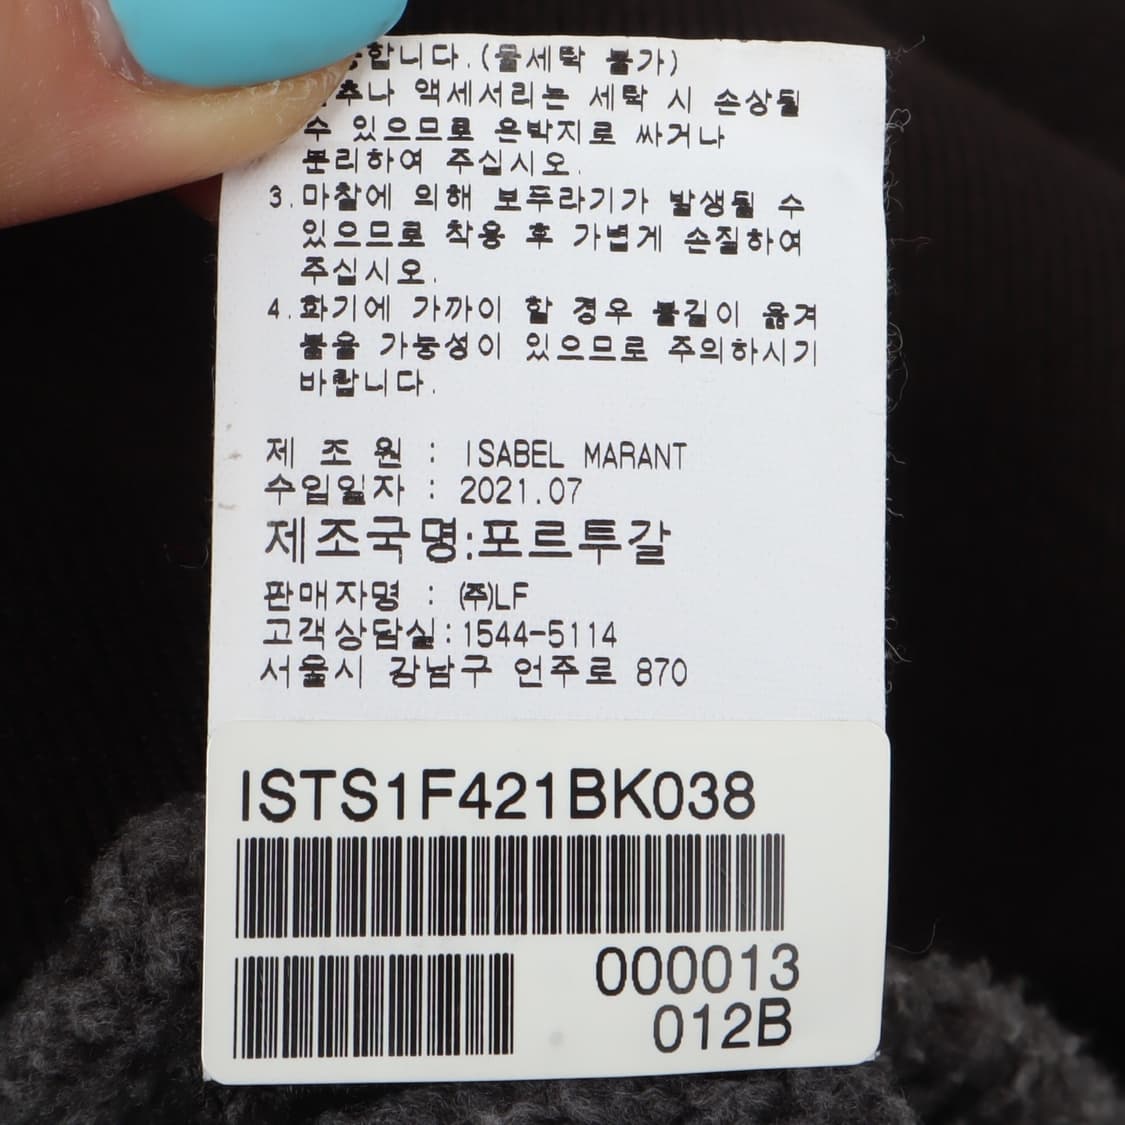 합니다.(물세탁 불가)
추나 액세서리는 세탁 시 손상될
수 있으므로 은박지로 싸거나
분리하여 주십시오.
3.마찰에 의해 보푸라기가 발생될 수
있으므로 착용 후 가볍게 손질하여
주십시오.
4.화기에 가까이 할 경우 불길이 옮겨
붙을 가능성이 있으므로 주의하시기
바랍니다.
제 조 원 : ISABEL MARANT
수입일자 : 2021.07
제조국명:포르투갈
판매자명 : (주)LF
고객상담실:1544-5114
서울시 강남구 언주로 870
ISTS1F421BK038
000013
012B